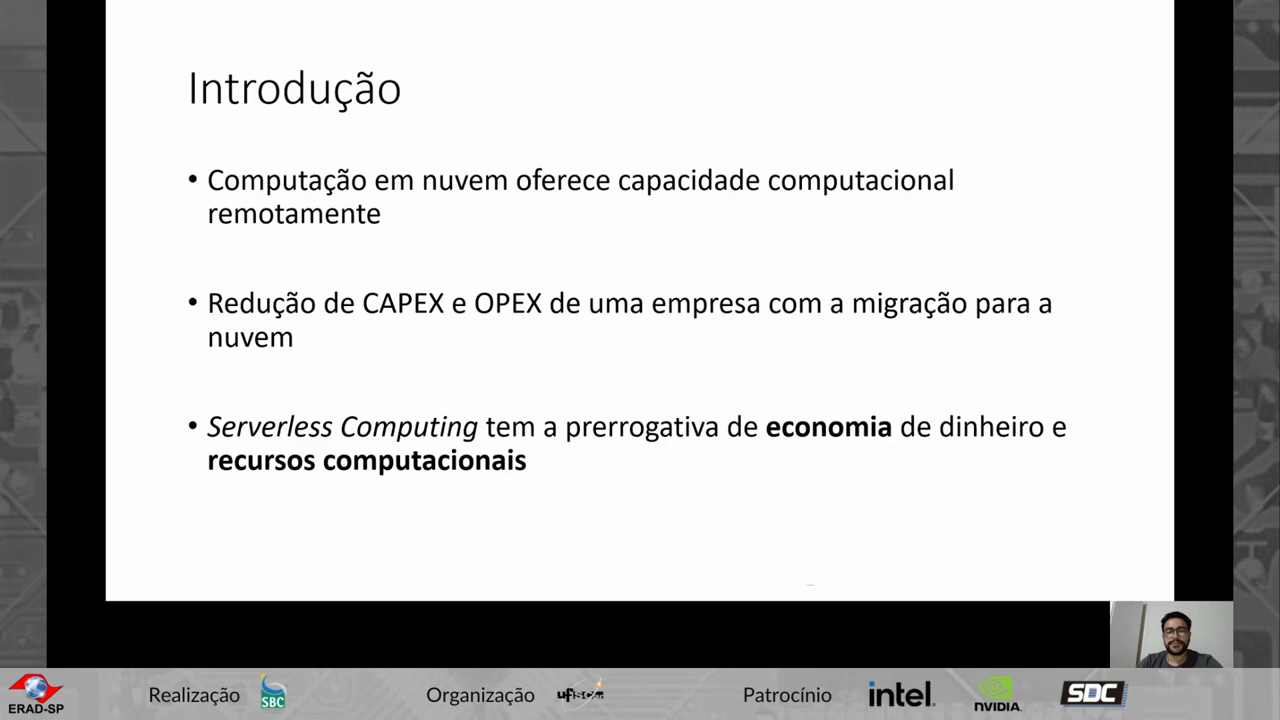 Introdução
• Computação em nuvem oferece capacidade computacional
remotamente
• Redução de CAPEX e OPEX de uma empresa com a migração para a
nuvem
• Serverless Computing tem a prerrogativa de economia de dinheiro e
recursos computacionais
ERAD-SP
Realização
SBC
Organização
ufscar
Patrocínio
intel.
NVIDIA.
SDC